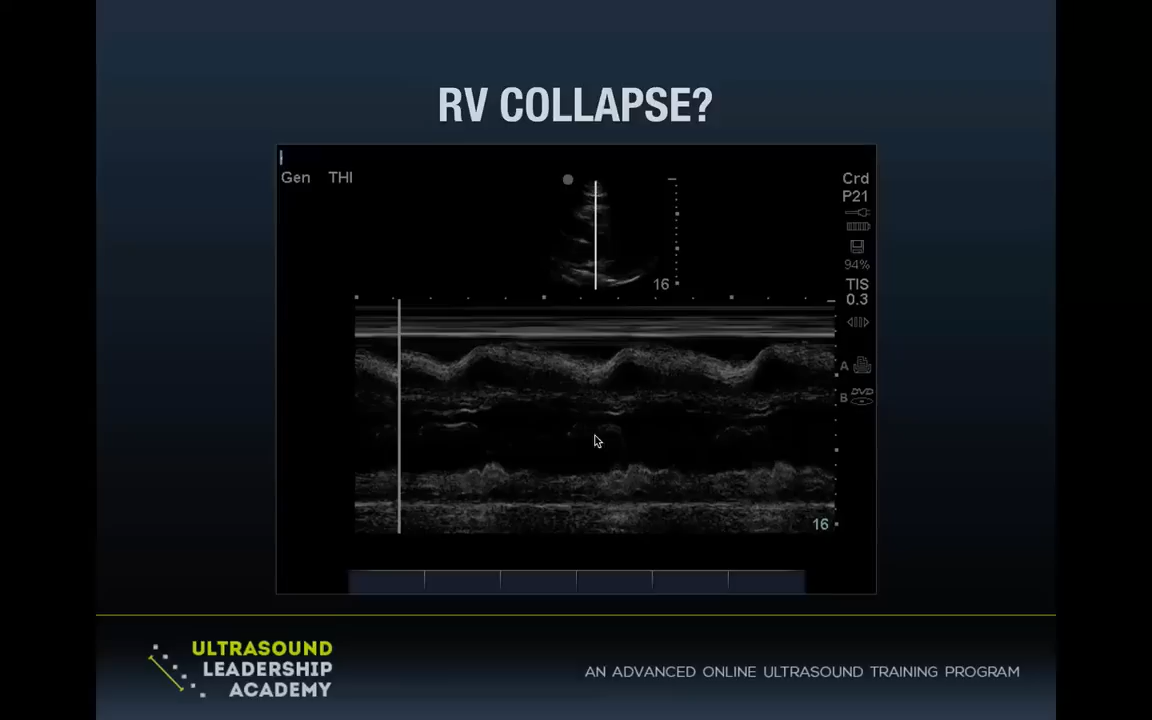 RV COLLAPSE?
Gen THI
Crd
P21
94%
TIS
0.3
16
A
B DVD
16
ULTRASOUND
LEADERSHIP
ACADEMY
AN ADVANCED ONLINE ULTRASOUND TRAINING PROGRAM